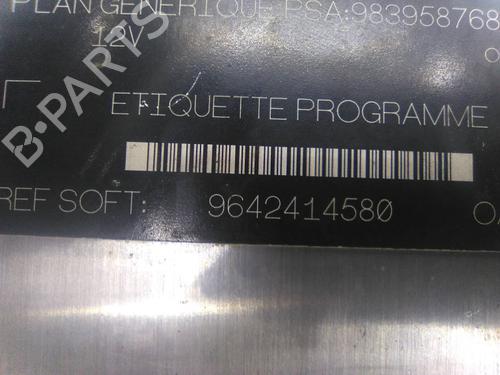 PLAN GENERIQUE PSA:983958768
12V
ETIQUETTE PROGRAMME
REF SOFT: 9642414580
B-PARTS